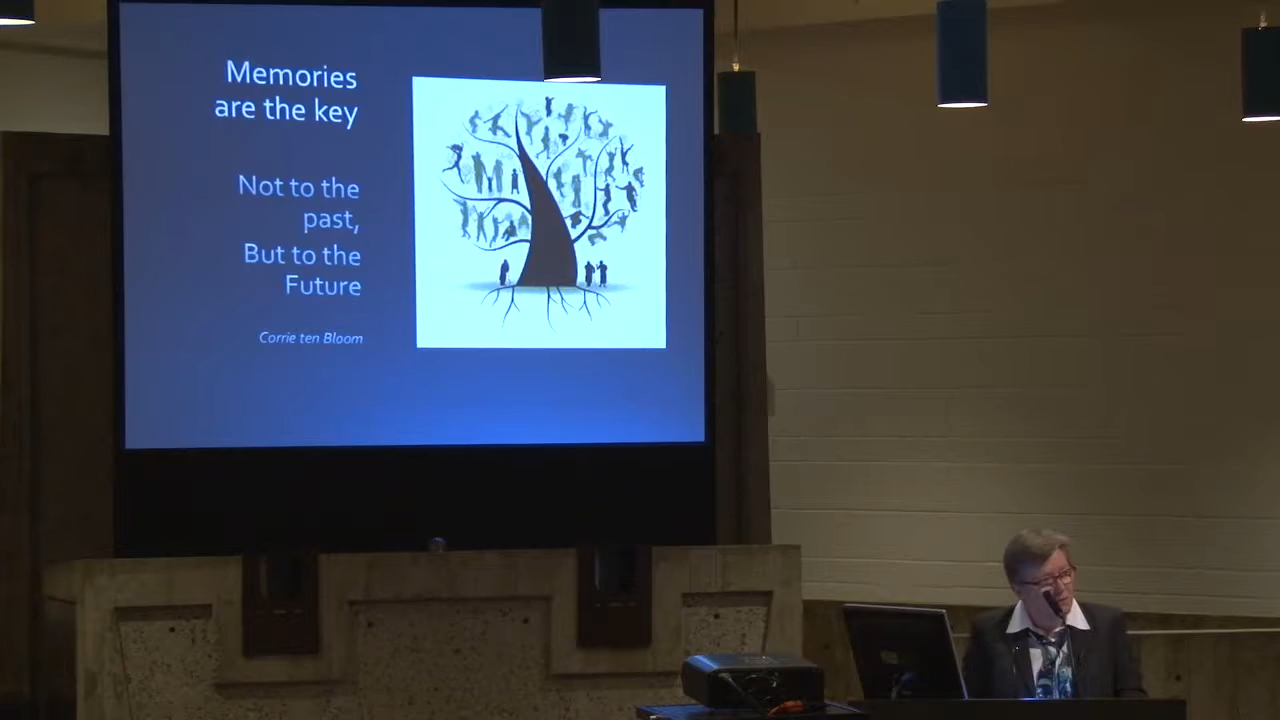 Memories
are the key
Not to the
past,
But to the
Future
Corrie ten Bloom